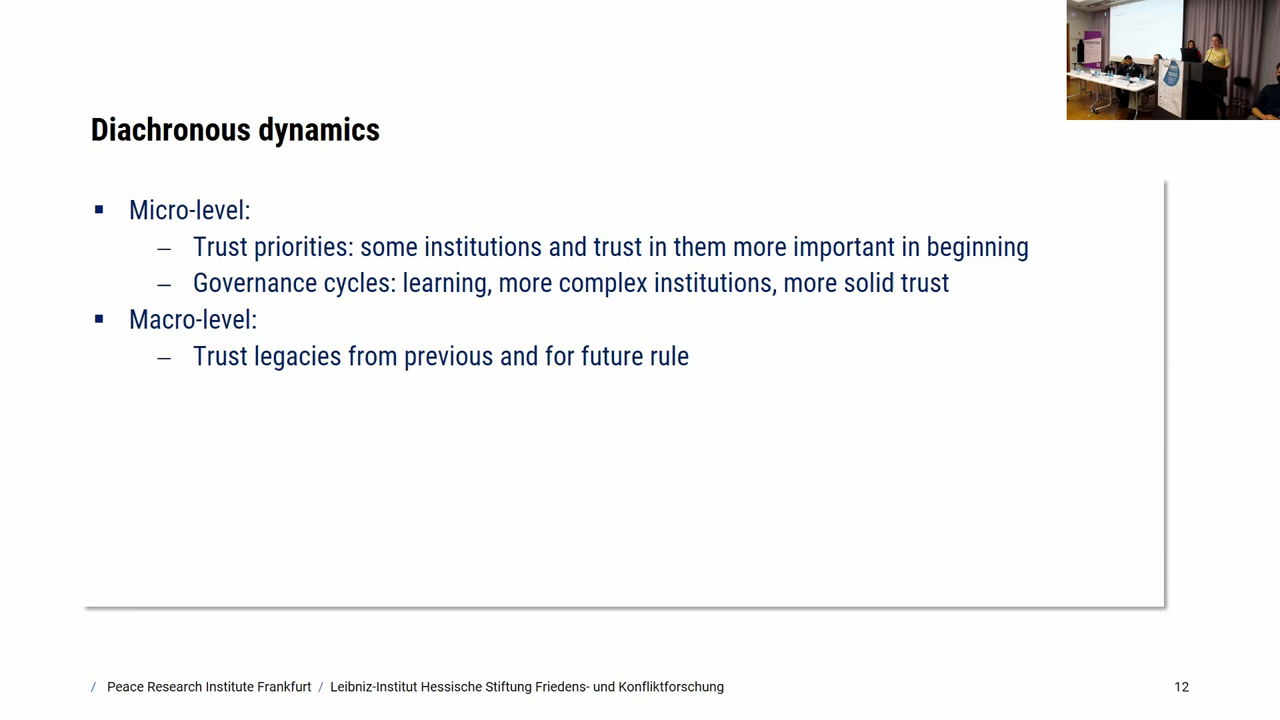 Diachronous dynamics
▪ Micro-level:
– Trust priorities: some institutions and trust in them more important in beginning
– Governance cycles: learning, more complex institutions, more solid trust
▪ Macro-level:
– Trust legacies from previous and for future rule
/ Peace Research Institute Frankfurt / Leibniz-Institut Hessische Stiftung Friedens- und Konfliktforschung
12